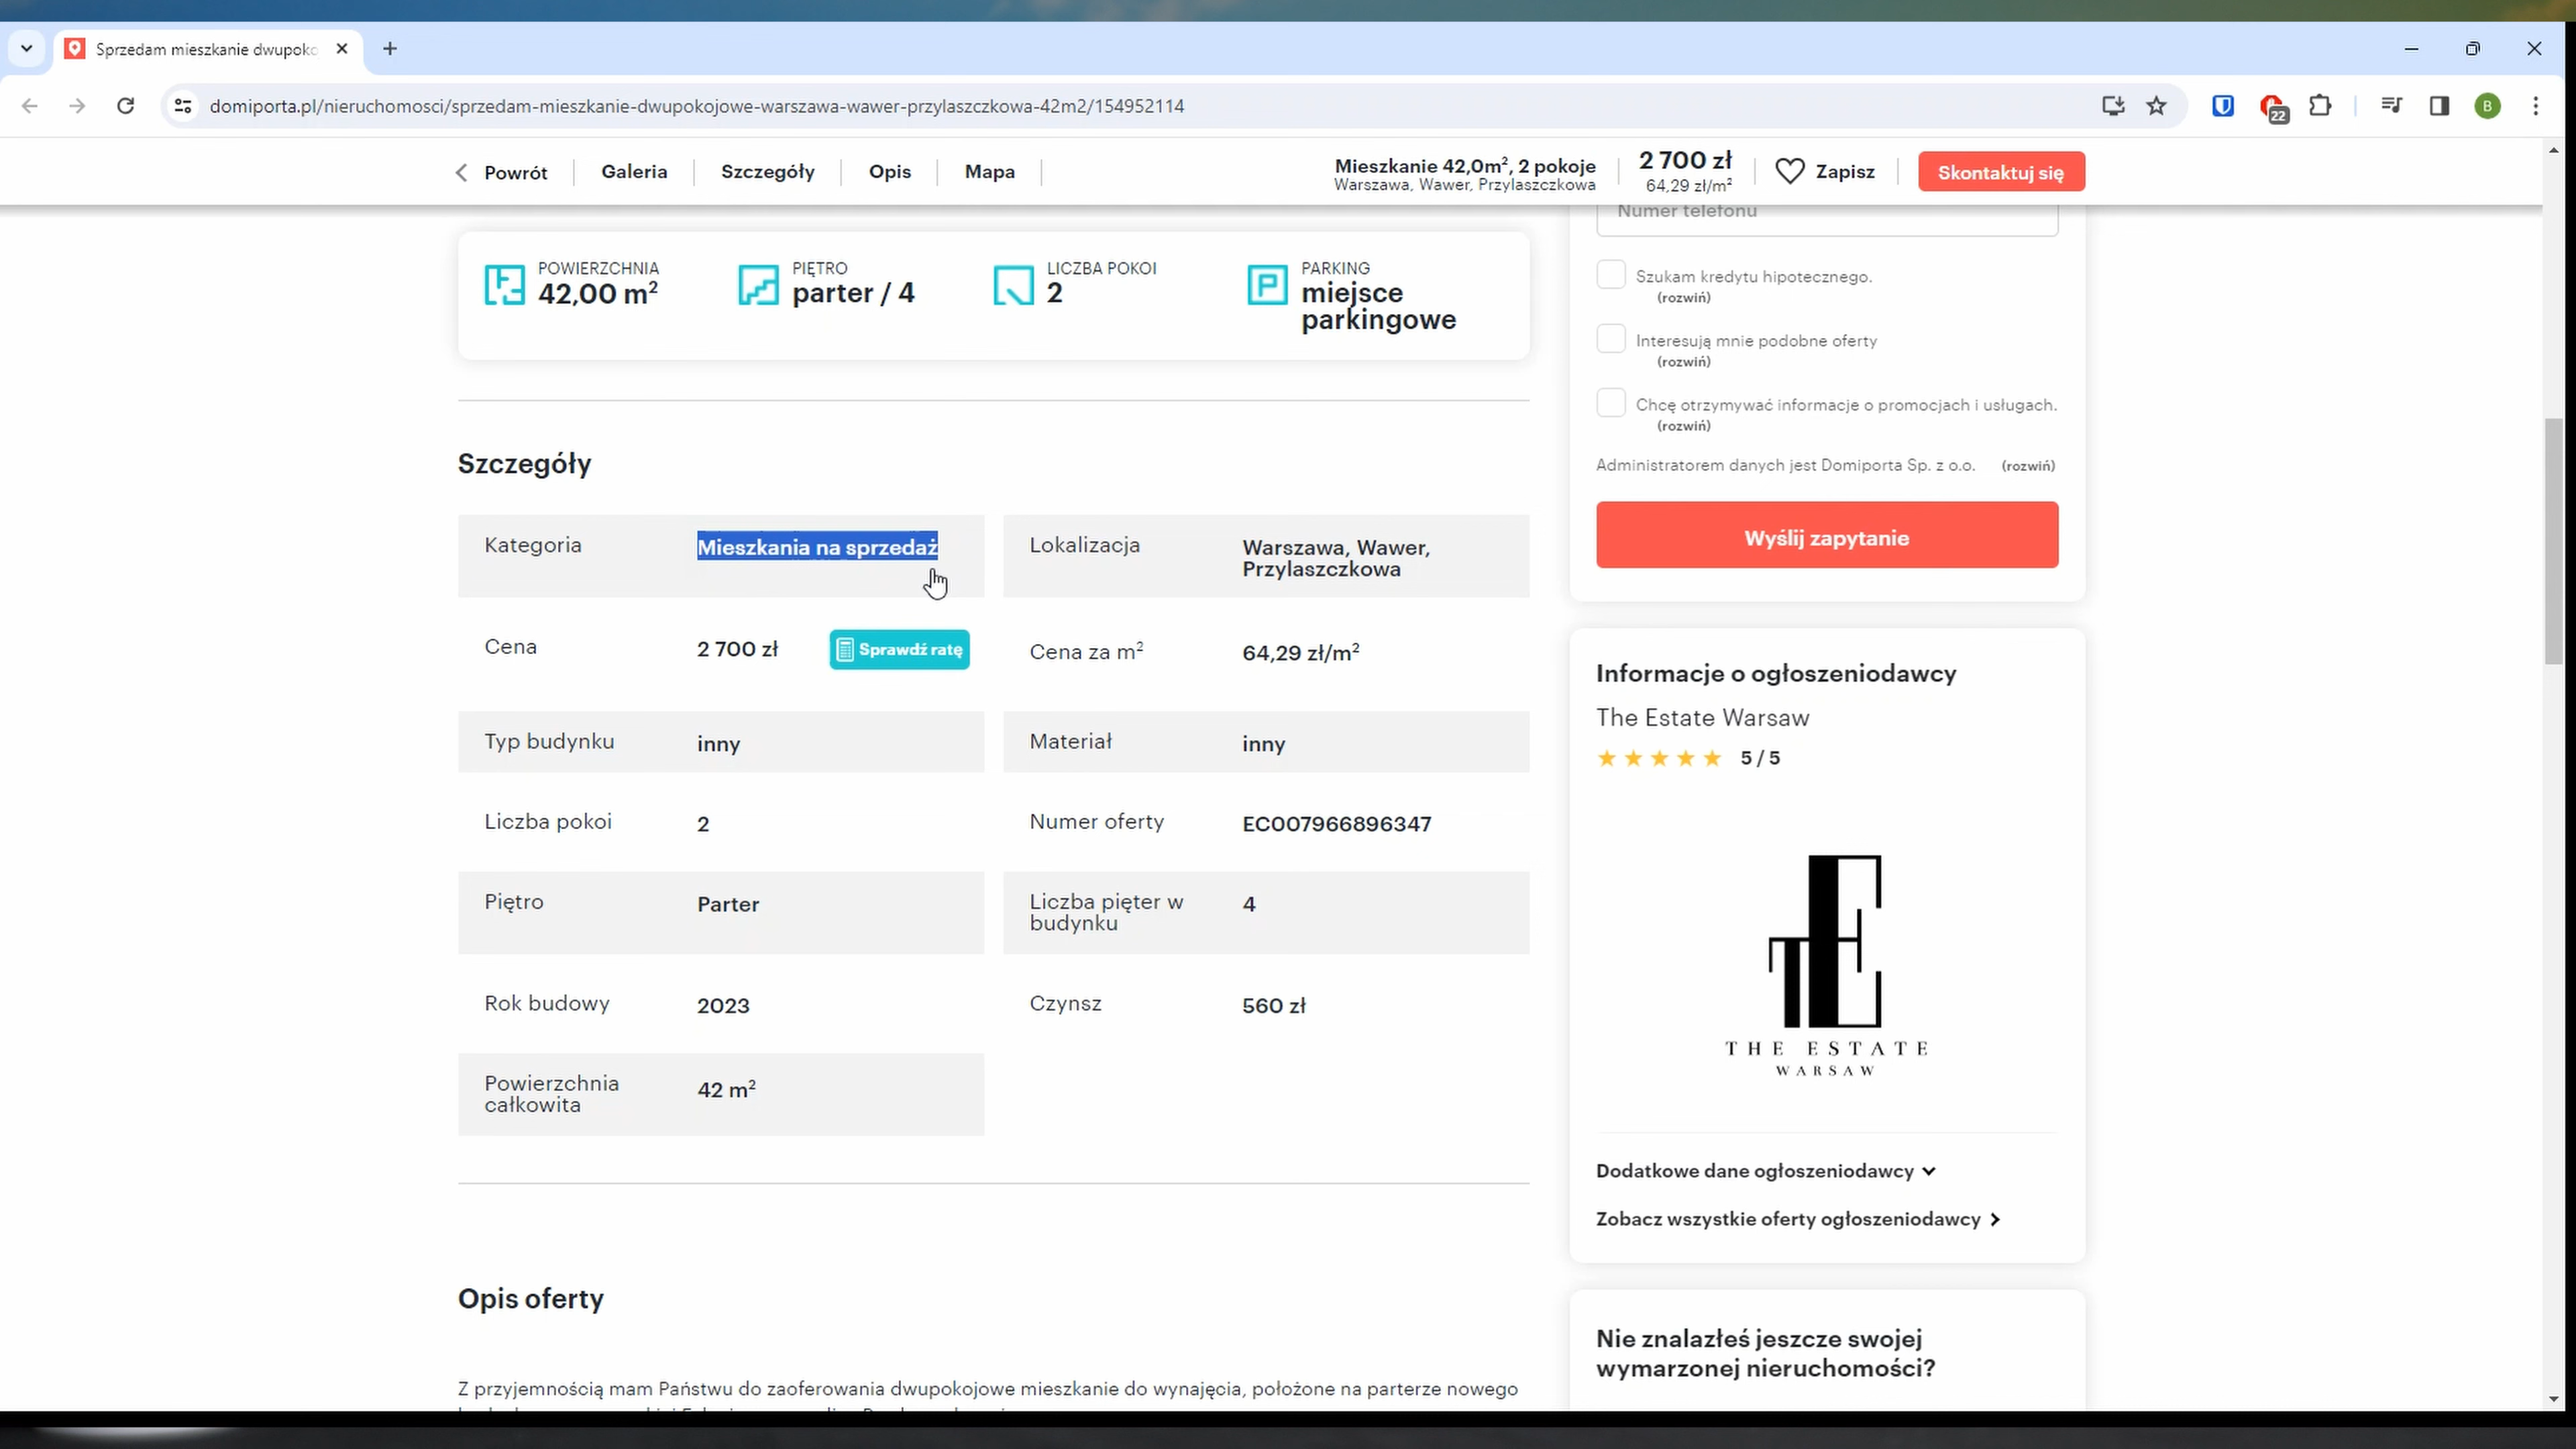 Sprzedam mieszkanie dwupoko
domiporta.pl/nieruchomosci/sprzedam-mieszkanie-dwupokojowe-warszawa-wawer-przylaszczkowa-42m2/154952114
22
B
Powrót
Galeria
Szczegóły
Opis
Mapa
Mieszkanie 42,0m², 2 pokoje
Warszawa, Wawer, Przylaszczkowa
2 700 zł
64,29 zł/m²
Zapisz
Skontaktuj się
POWIERZCHNIA
42,00 m²
PIĘTRO
parter / 4
LICZBA POKOI
2
P
PARKING
miejsce
parkingowe
Szczegóły
Kategoria
Mieszkania na sprzedaż
Lokalizacja
Warszawa, Wawer,
Przylaszczkowa
Cena
2 700 zł
Sprawdź ratę
Cena za m²
64,29 zł/m²
Typ budynku
inny
Materiał
inny
Liczba pokoi
2
Numer oferty
EC007966896347
Piętro
Parter
Liczba pięter w
budynku
4
Rok budowy
2023
Czynsz
560 zł
Powierzchnia
całkowita
42 m²
Opis oferty
Z przyjemnością mam Państwu do zaoferowania dwupokojowe mieszkanie do wynajęcia, położone na parterze nowego
Numer telefonu
Szukam kredytu hipotecznego.
(rozwiń)
Interesują mnie podobne oferty
(rozwiń)
Chcę otrzymywać informacje o promocjach i usługach.
(rozwiń)
Administratorem danych jest Domiporta Sp. z o.o. (rozwiń)
Wyślij zapytanie
Informacje o ogłoszeniodawcy
The Estate Warsaw
5 / 5
TE
THE ESTATE
WARSAW
Dodatkowe dane ogłoszeniodawcy
Zobacz wszystkie oferty ogłoszeniodawcy
Nie znalazłeś jeszcze swojej
wymarzonej nieruchomości?